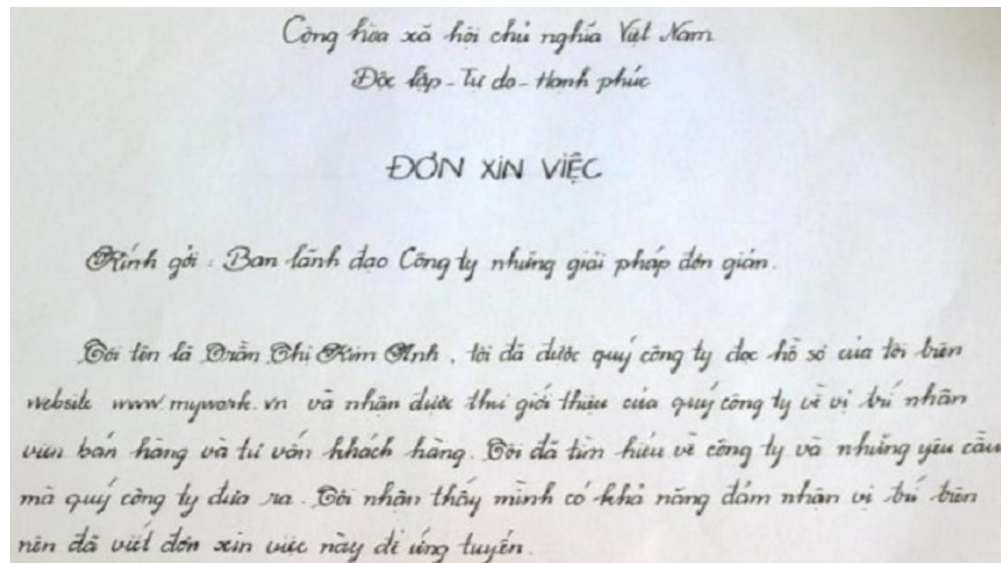 Cộng hòa xã hội chủ nghĩa Việt Nam
Độc lập - Tự do - Hạnh phúc
ĐƠN XIN VIỆC
Kính gởi : Ban lãnh đạo Công ty những giải pháp đơn giản.
Tôi tên là Trần Thị Kim Anh , tôi đã được quý công ty đọc hồ sơ của tôi trên
website www.mywork.vn và nhận được thư giới thiệu của quý công ty về vị trí nhân
viên bán hàng và tư vấn khách hàng. Tôi đã tìm hiểu về công ty và những yêu cầu
mà quý công ty đưa ra . Tôi nhận thấy mình có khả năng đảm nhận vị trí trên
nên đã viết đơn xin việc này để ứng tuyển.